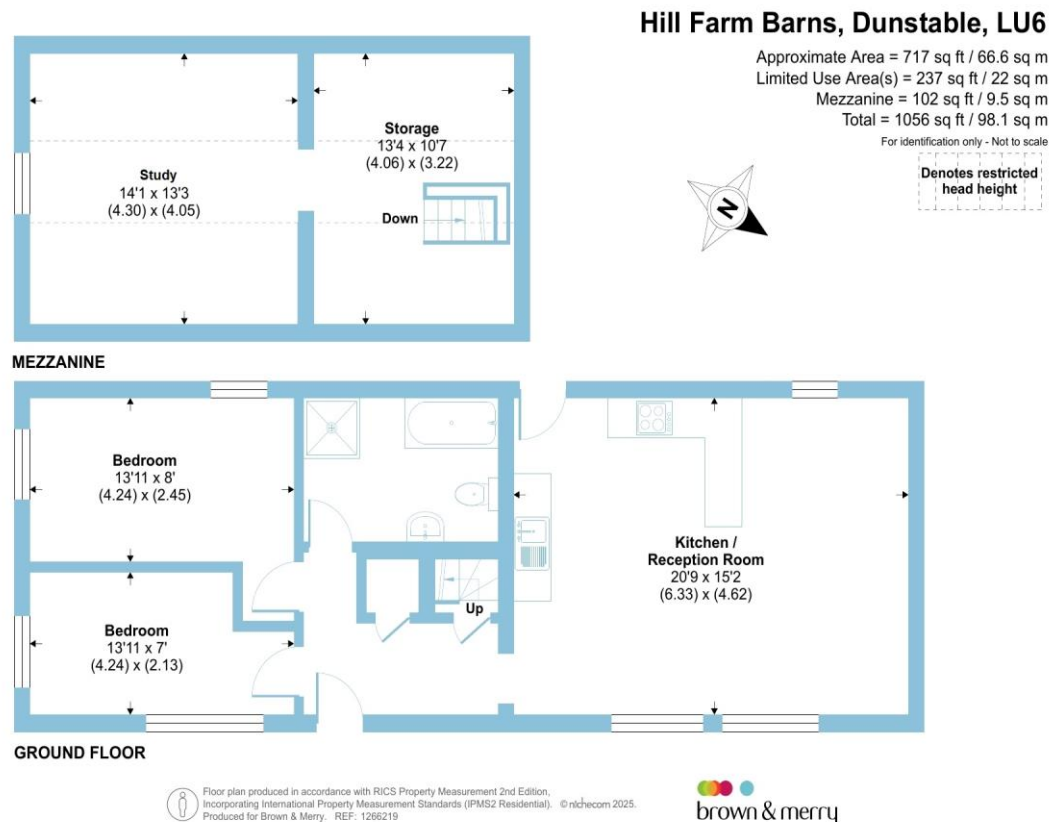 Hill Farm Barns, Dunstable, LU6
Approximate Area = 717 sq ft / 66.6 sq m
Limited Use Area(s) = 237 sq ft / 22 sq m
Mezzanine = 102 sq ft / 9.5 sq m
Total = 1056 sq ft / 98.1 sq m
For identification only - Not to scale
Denotes restricted
head height
N
Study
14'1 x 13'3
(4.30) x (4.05)
Storage
13'4 x 10'7
(4.06) x (3.22)
Down
MEZZANINE
Bedroom
13'11 x 8'
(4.24) x (2.45)
Bedroom
13'11 x 7'
(4.24) x (2.13)
Up
Kitchen /
Reception Room
20'9 x 15'2
(6.33) x (4.62)
GROUND FLOOR
Floor plan produced in accordance with RICS Property Measurement 2nd Edition,
Incorporating International Property Measurement Standards (IPMS2 Residential). © nichecom 2025.
Produced for Brown & Merry. REF: 1266219
brown & merry